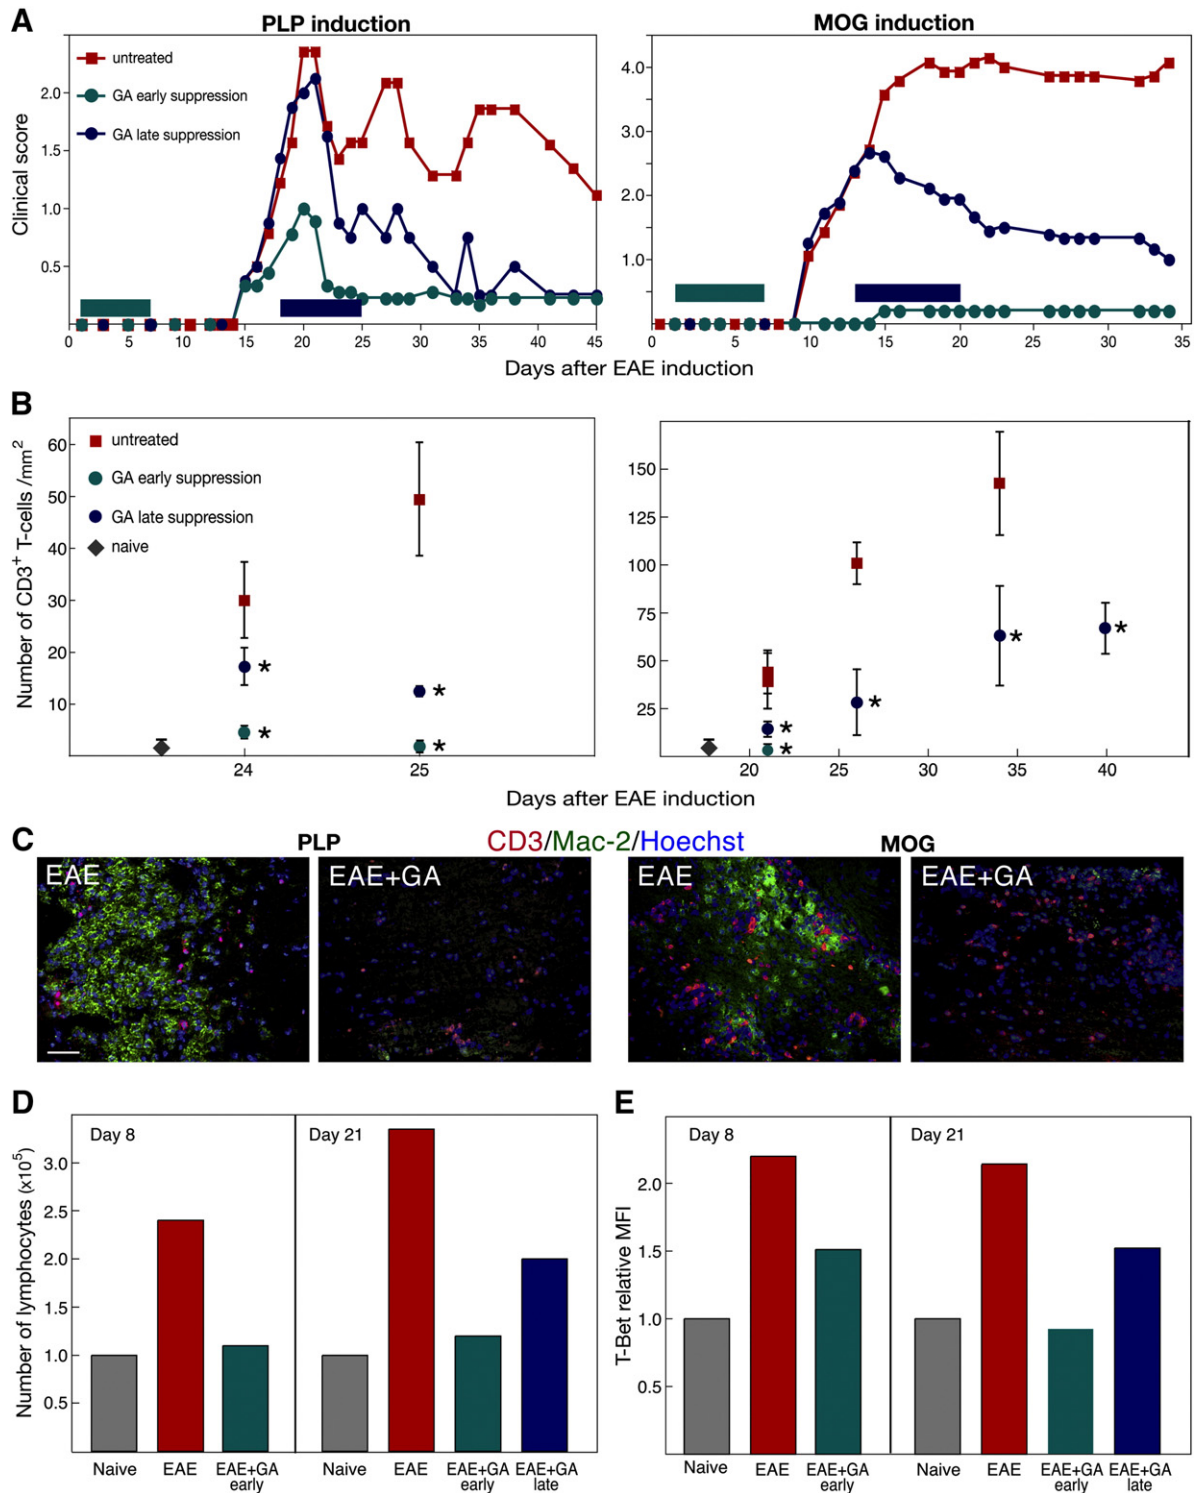 A
PLP induction
MOG induction
Clinical score
2.0
1.5
1.0
0.5
untreated
GA early suppression
GA late suppression
0 5 10 15 20 25 30 35 40 45
4.0
3.0
2.0
1.0
0 5 10 15 20 25 30 35
Days after EAE induction
B
Number of CD3+ T-cells /mm2
60
50
40
30
20
10
untreated
GA early suppression
GA late suppression
naive
*
*
*
*
24 25
150
125
100
75
50
25
*
*
*
*
*
20 25 30 35 40
Days after EAE induction
C
PLP
CD3/Mac-2/Hoechst
MOG
EAE
EAE+GA
EAE
EAE+GA
D
Number of lymphocytes (x105)
3.0
2.5
2.0
1.5
1.0
0.5
Day 8
Day 21
Naive EAE EAE+GA early
Naive EAE EAE+GA early EAE+GA late
E
T-Bet relative MFI
2.0
1.5
1.0
0.5
Day 8
Day 21
Naive EAE EAE+GA early
Naive EAE EAE+GA early EAE+GA late